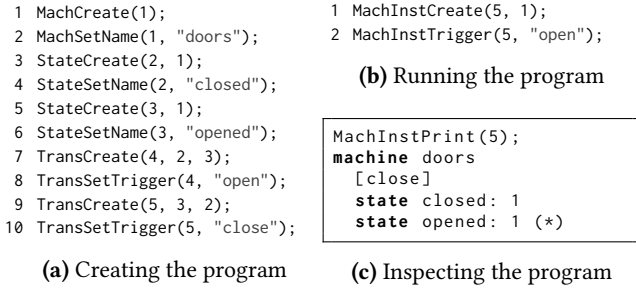 1 MachCreate(1);
2 MachSetName(1, "doors");
3 StateCreate(2, 1);
4 StateSetName(2, "closed");
5 StateCreate(3, 1);
6 StateSetName(3, "opened");
7 TransCreate(4, 2, 3);
8 TransSetTrigger(4, "open");
9 TransCreate(5, 3, 2);
10 TransSetTrigger(5, "close");
(a) Creating the program
1 MachInstCreate(5, 1);
2 MachInstTrigger(5, "open");
(b) Running the program
MachInstPrint(5);
machine doors
[close]
state closed: 1
state opened: 1 (*)
(c) Inspecting the program